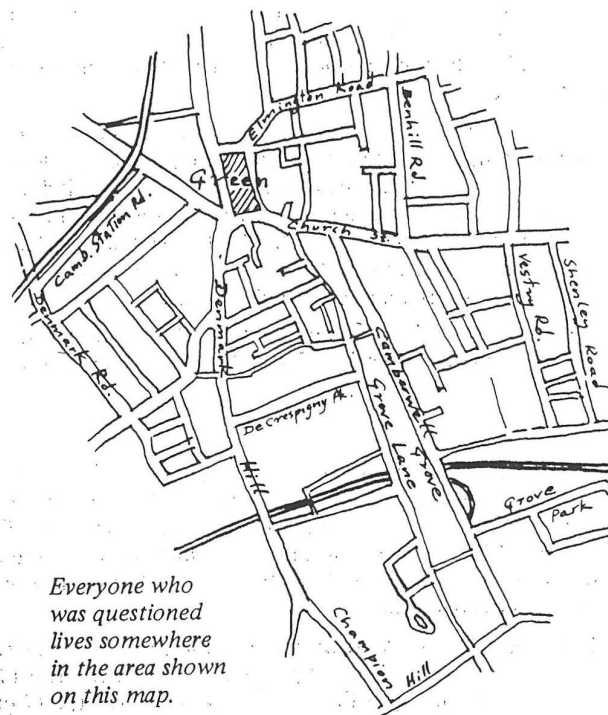 Elmington Road
Benhill Rd.
Green
Church St.
Camb. Station Rd.
Denmark Rd.
Denmark
Hill
Vestry Rd.
Shenley Road
Camberwell
Grove
Grove Lane
De Crespigny Pk.
Grove
Park
Champion
Hill
Everyone who
was questioned
lives somewhere
in the area shown
on this map.